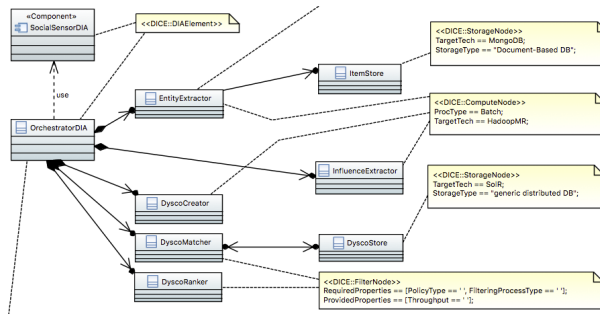 <<Component>>
SocialSensorDIA
<<DICE::DIAElement>>
<<DICE::StorageNode>>
TargetTech == MongoDB;
StorageType == "Document-Based DB";
use
EntityExtractor
ItemStore
<<DICE::ComputeNode>>
ProcType == Batch;
TargetTech == HadoopMR;
OrchestratorDIA
InfluenceExtractor
<<DICE::StorageNode>>
TargetTech == SolR;
StorageType == "generic distributed DB";
DyscoCreator
DyscoMatcher
DyscoStore
DyscoRanker
<<DICE::FilterNode>>
RequiredProperties == [PolicyType == ' ', FilteringProcessType == ' '];
ProvidedProperties == [Throughput == ' '];